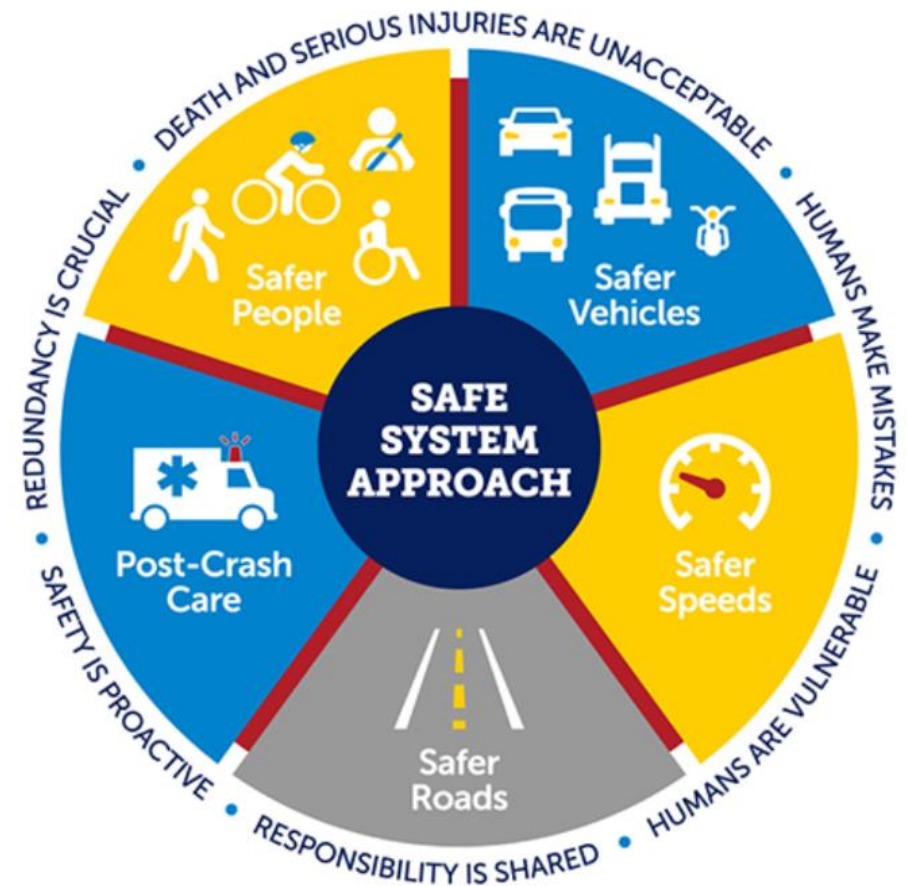 DEATH AND SERIOUS INJURIES ARE UNACCEPTABLE
HUMANS MAKE MISTAKES
HUMANS ARE VULNERABLE
RESPONSIBILITY IS SHARED
SAFETY IS PROACTIVE
REDUNDANCY IS CRUCIAL
Safer
People
Safer
Vehicles
SAFE
SYSTEM
APPROACH
Post-Crash
Care
Safer
Speeds
Safer
Roads